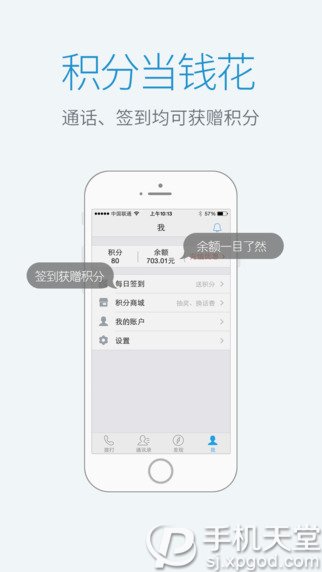 积分当钱花
通话、签到均可获赠积分
中国联通 上午10:13 57%
我
余额一目了然
积分 余额
80 703.01元
签到获赠积分
每日签到 送积分
积分商城 抽奖、换话费
我的账户
设置
拨打 通讯录 发现 我
手机天堂
sj.xpgod.com